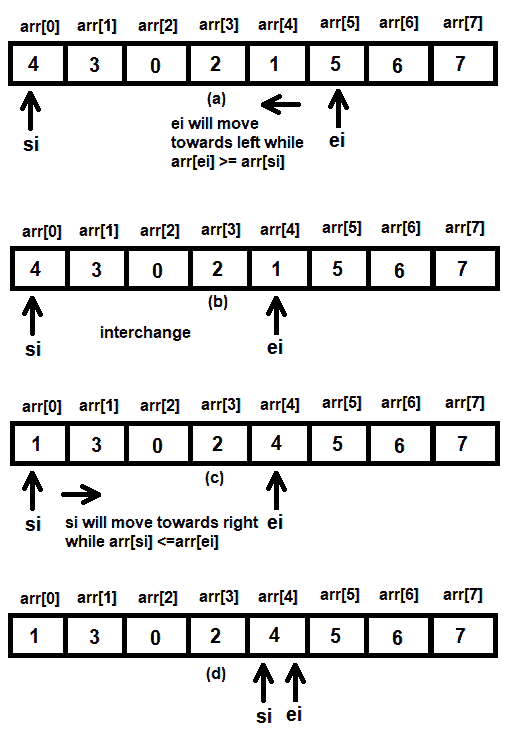 arr[0] arr[1] arr[2] arr[3] arr[4] arr[5] arr[6] arr[7]
4 3 0 2 1 5 6 7
(a)
si
ei will move
towards left while
arr[ei] >= arr[si]
ei
arr[0] arr[1] arr[2] arr[3] arr[4] arr[5] arr[6] arr[7]
4 3 0 2 1 5 6 7
(b)
si
interchange
ei
arr[0] arr[1] arr[2] arr[3] arr[4] arr[5] arr[6] arr[7]
1 3 0 2 4 5 6 7
(c)
si
si will move towards right
while arr[si] <=arr[ei]
ei
arr[0] arr[1] arr[2] arr[3] arr[4] arr[5] arr[6] arr[7]
1 3 0 2 4 5 6 7
(d)
si ei